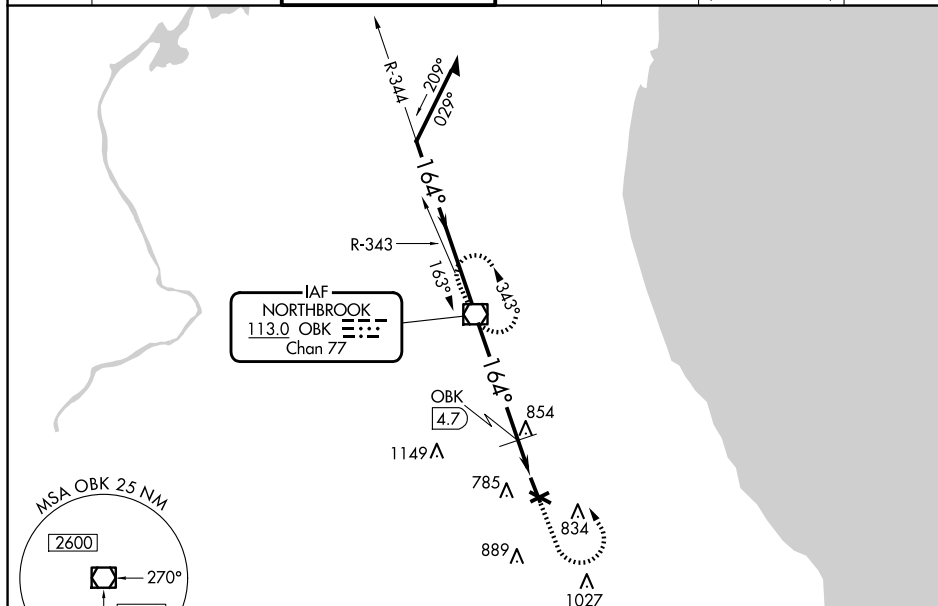 R-344
209°
029°
164°
R-343
163°
343°
IAF
NORTHBROOK
113.0 OBK
Chan 77
164°
OBK
4.7
854
1149
785
834
889
1027
MSA OBK 25 NM
2600
270°